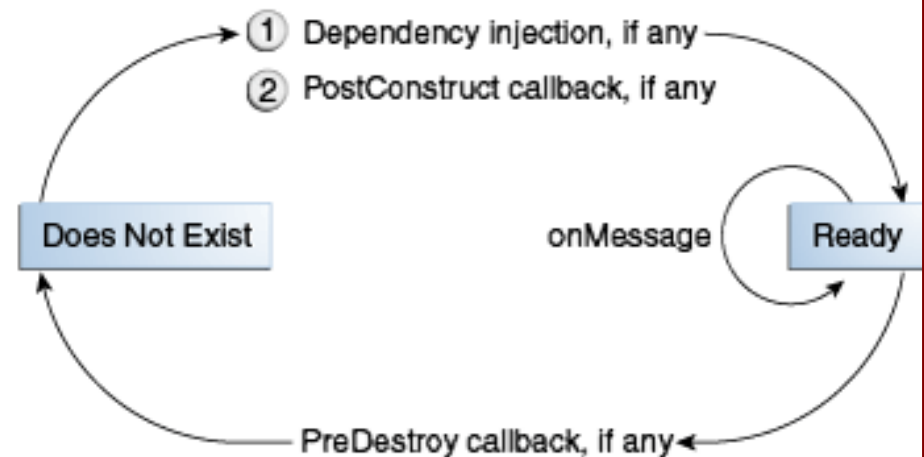 1 Dependency injection, if any
2 PostConstruct callback, if any
Does Not Exist
onMessage
Ready
PreDestroy callback, if any